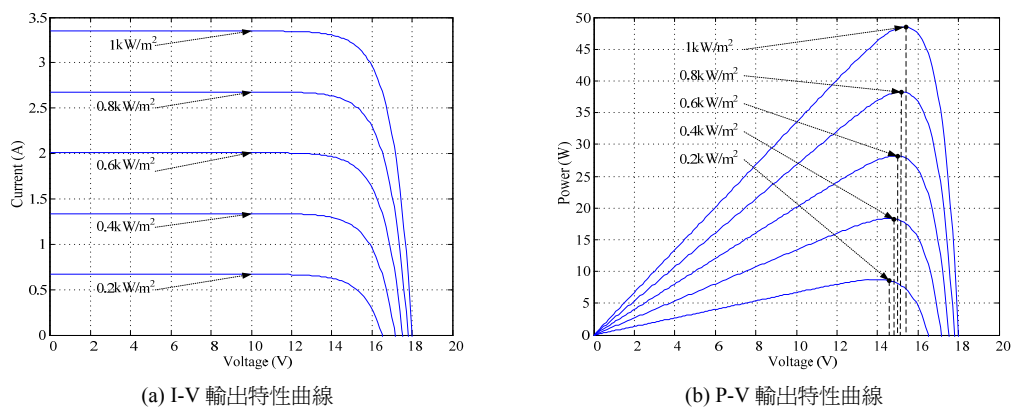 3.5
3
2.5
2
1.5
1
0.5
0
Current (A)
1kW/m²
0.8kW/m²
0.6kW/m²
0.4kW/m²
0.2kW/m²
0 2 4 6 8 10 12 14 16 18 20
Voltage (V)
(a) I-V 輸出特性曲線
50
45
40
35
30
25
20
15
10
5
0
Power (W)
1kW/m²
0.8kW/m²
0.6kW/m²
0.4kW/m²
0.2kW/m²
0 2 4 6 8 10 12 14 16 18 20
Voltage (V)
(b) P-V 輸出特性曲線